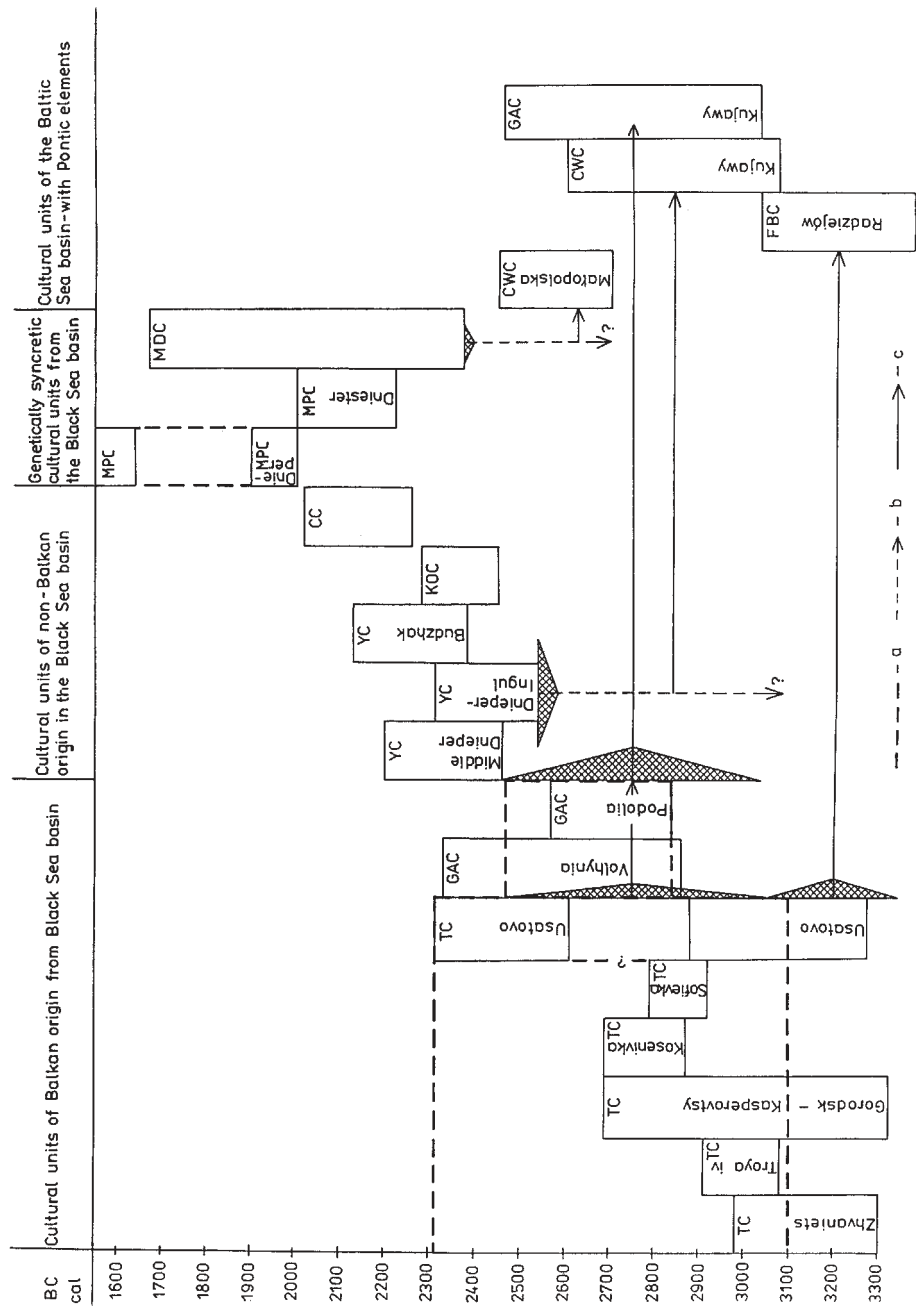 BC
cal
Cultural units of Balkan origin from Black Sea basin
Cultural units of non-Balkan
origin in the Black Sea basin
Genetically syncretic
cultural units from
the Black Sea basin
Cultural units of the Baltic
Sea basin-with Pontic elements
1600
1700
1800
1900
2000
2100
2200
2300
2400
2500
2600
2700
2800
2900
3000
3100
3200
3300
TC
Zhvaniets
TC
Troya iv
TC
Gorodsk –
Kasperovtsy
TC
Kosenivka
TC
Sofievka
?
TC
Usatovo
Usatovo
GAC
Volhynia
GAC
Podolia
YC
Middle
Dnieper
YC
Dnieper-
Ingul
?
YC
Budzhak
KOC
CC
MPC
MPC
Dnie-
per
MPC
Dniester
MDC
?
CWC
Małopolska
FBC
Radziejów
CWC
Kujawy
GAC
Kujawy
a
b
c